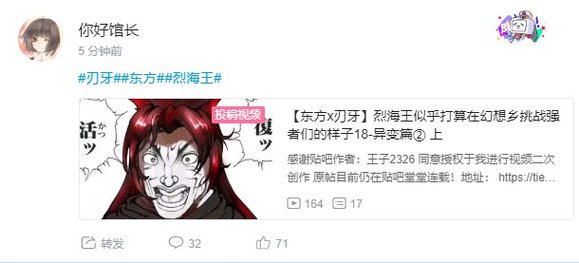 你好馆长
5 分钟前
#刃牙##东方##烈海王#
投稿视频
活ッ
復ッ
【东方x刃牙】烈海王似乎打算在幻想乡挑战强
者们的样子18-异变篇② 上
感谢贴吧作者：王子2326 同意授权于我进行视频二次
创作 原帖目前仍在贴吧堂堂连载！地址： https://tie...
164
17
转发
32
71